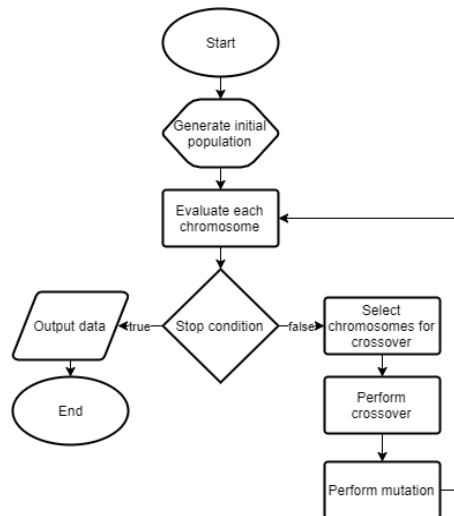 Start
Generate initial
population
Evaluate each
chromosome
Output data
true
Stop condition
false
Select
chromosomes for
crossover
End
Perform
crossover
Perform mutation